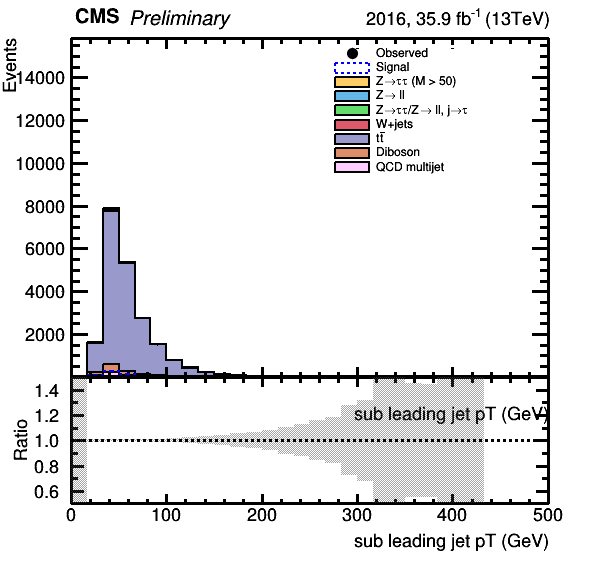 CMS Preliminary 2016, 35.9 fb⁻¹ (13TeV)
Events
14000
12000
10000
8000
6000
4000
2000
Observed -1
Signal
Z→ττ (M > 50)
Z→ ll
Z→ττ/Z→ ll, j→τ
W+jets
tt̄
Diboson
QCD multijet
Ratio
1.4
1.2
1.0
0.8
0.6
sub leading jet pT (GeV)
0 100 200 300 400 500
sub leading jet pT (GeV)